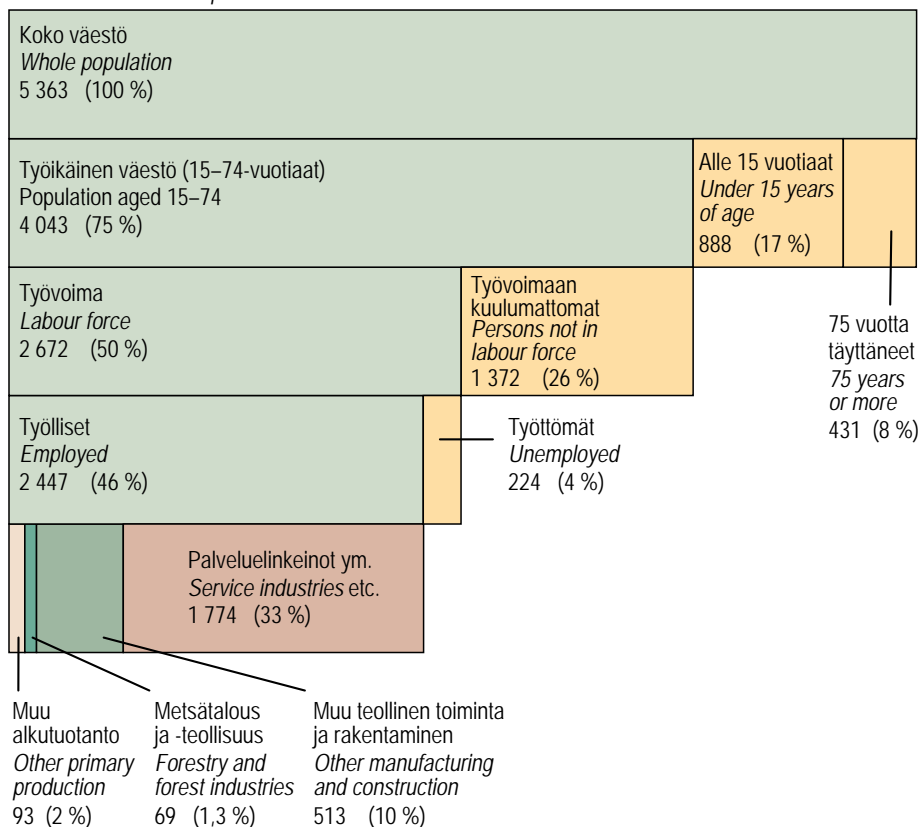 Koko väestö
Whole population
5 363 (100 %)
Työikäinen väestö (15–74-vuotiaat)
Population aged 15–74
4 043 (75 %)
Alle 15 vuotiaat
Under 15 years
of age
888 (17 %)
75 vuotta
täyttäneet
75 years
or more
431 (8 %)
Työvoima
Labour force
2 672 (50 %)
Työvoimaan
kuulumattomat
Persons not in
labour force
1 372 (26 %)
Työlliset
Employed
2 447 (46 %)
Työttömät
Unemployed
224 (4 %)
Palveluelinkeinot ym.
Service industries etc.
1 774 (33 %)
Muu
alkutuotanto
Other primary
production
93 (2 %)
Metsätalous
ja -teollisuus
Forestry and
forest industries
69 (1,3 %)
Muu teollinen toiminta
ja rakentaminen
Other manufacturing
and construction
513 (10 %)